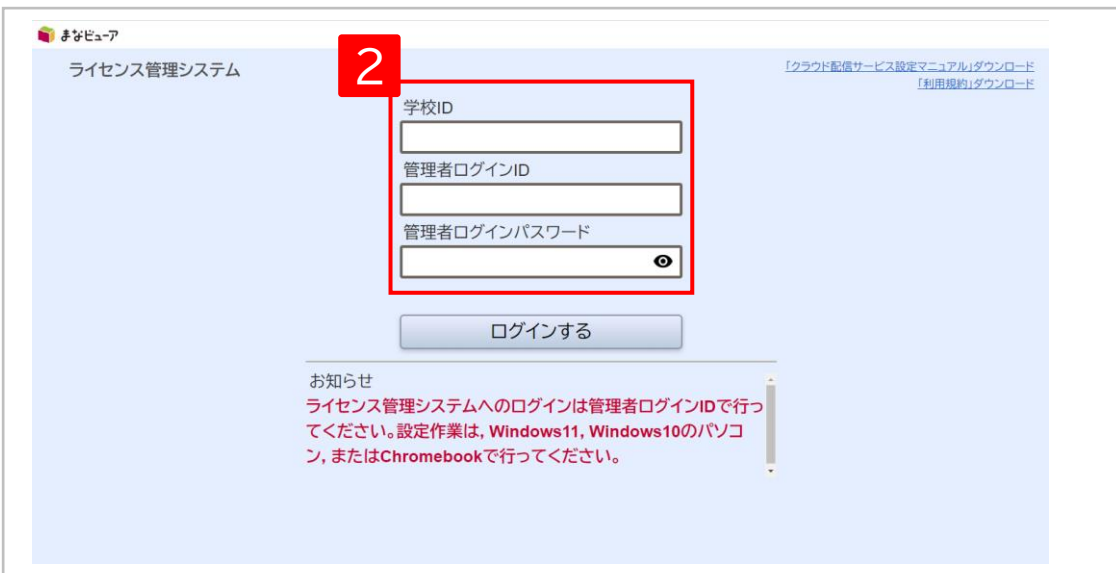 まなビューア
ライセンス管理システム
2
「クラウド配信サービス設定マニュアル」ダウンロード
「利用規約」ダウンロード
学校ID
管理者ログインID
管理者ログインパスワード
ログインする
お知らせ
ライセンス管理システムへのログインは管理者ログインIDで行っ
てください。設定作業は, Windows11, Windows10のパソコ
ン, またはChromebookで行ってください。